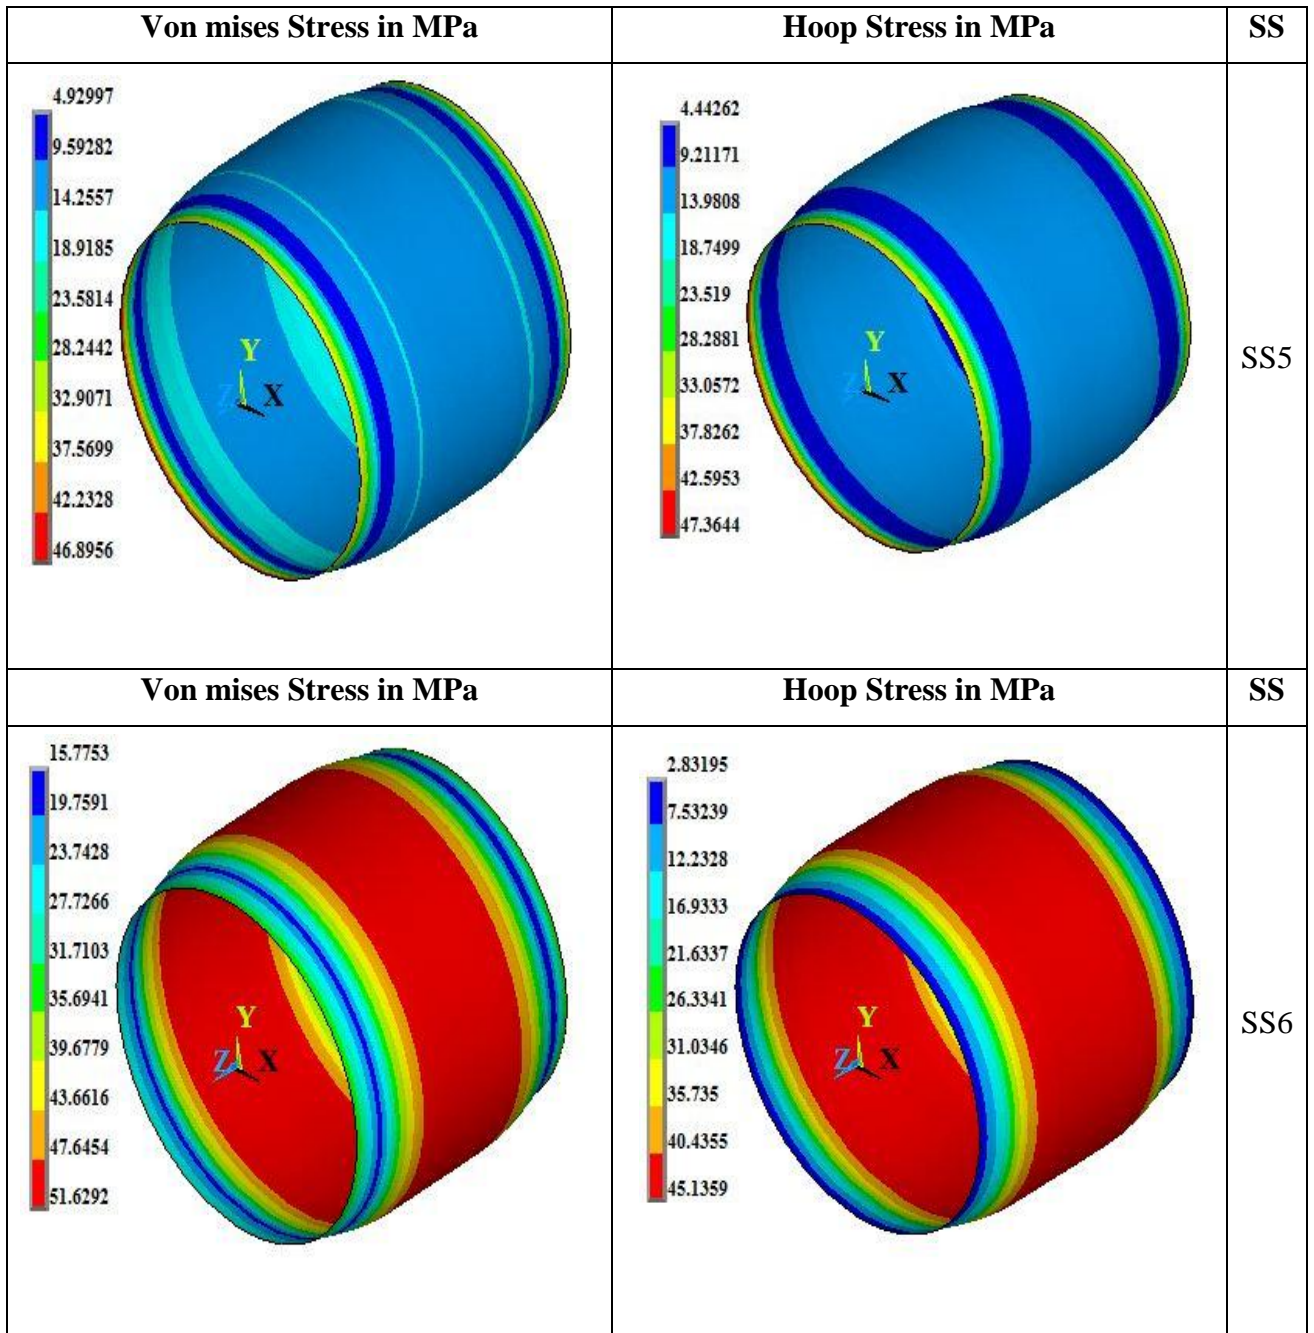 Von mises Stress in MPa
Hoop Stress in MPa
SS
4.92997
9.59282
14.2557
18.9185
23.5814
28.2442
32.9071
37.5699
42.2328
46.8956
Y
Z
X
4.44262
9.21171
13.9808
18.7499
23.519
28.2881
33.0572
37.8262
42.5953
47.3644
Y
Z
X
SS5
Von mises Stress in MPa
Hoop Stress in MPa
SS
15.7753
19.7591
23.7428
27.7266
31.7103
35.6941
39.6779
43.6616
47.6454
51.6292
Y
Z
X
2.83195
7.53239
12.2328
16.9333
21.6337
26.3341
31.0346
35.735
40.4355
45.1359
Y
Z
X
SS6